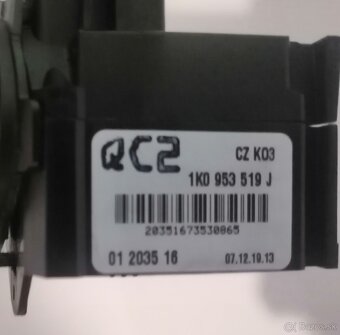 QC2
CZ K03
1K0 953 519 J
20351673530865
01 2035 16
07.12.19.13